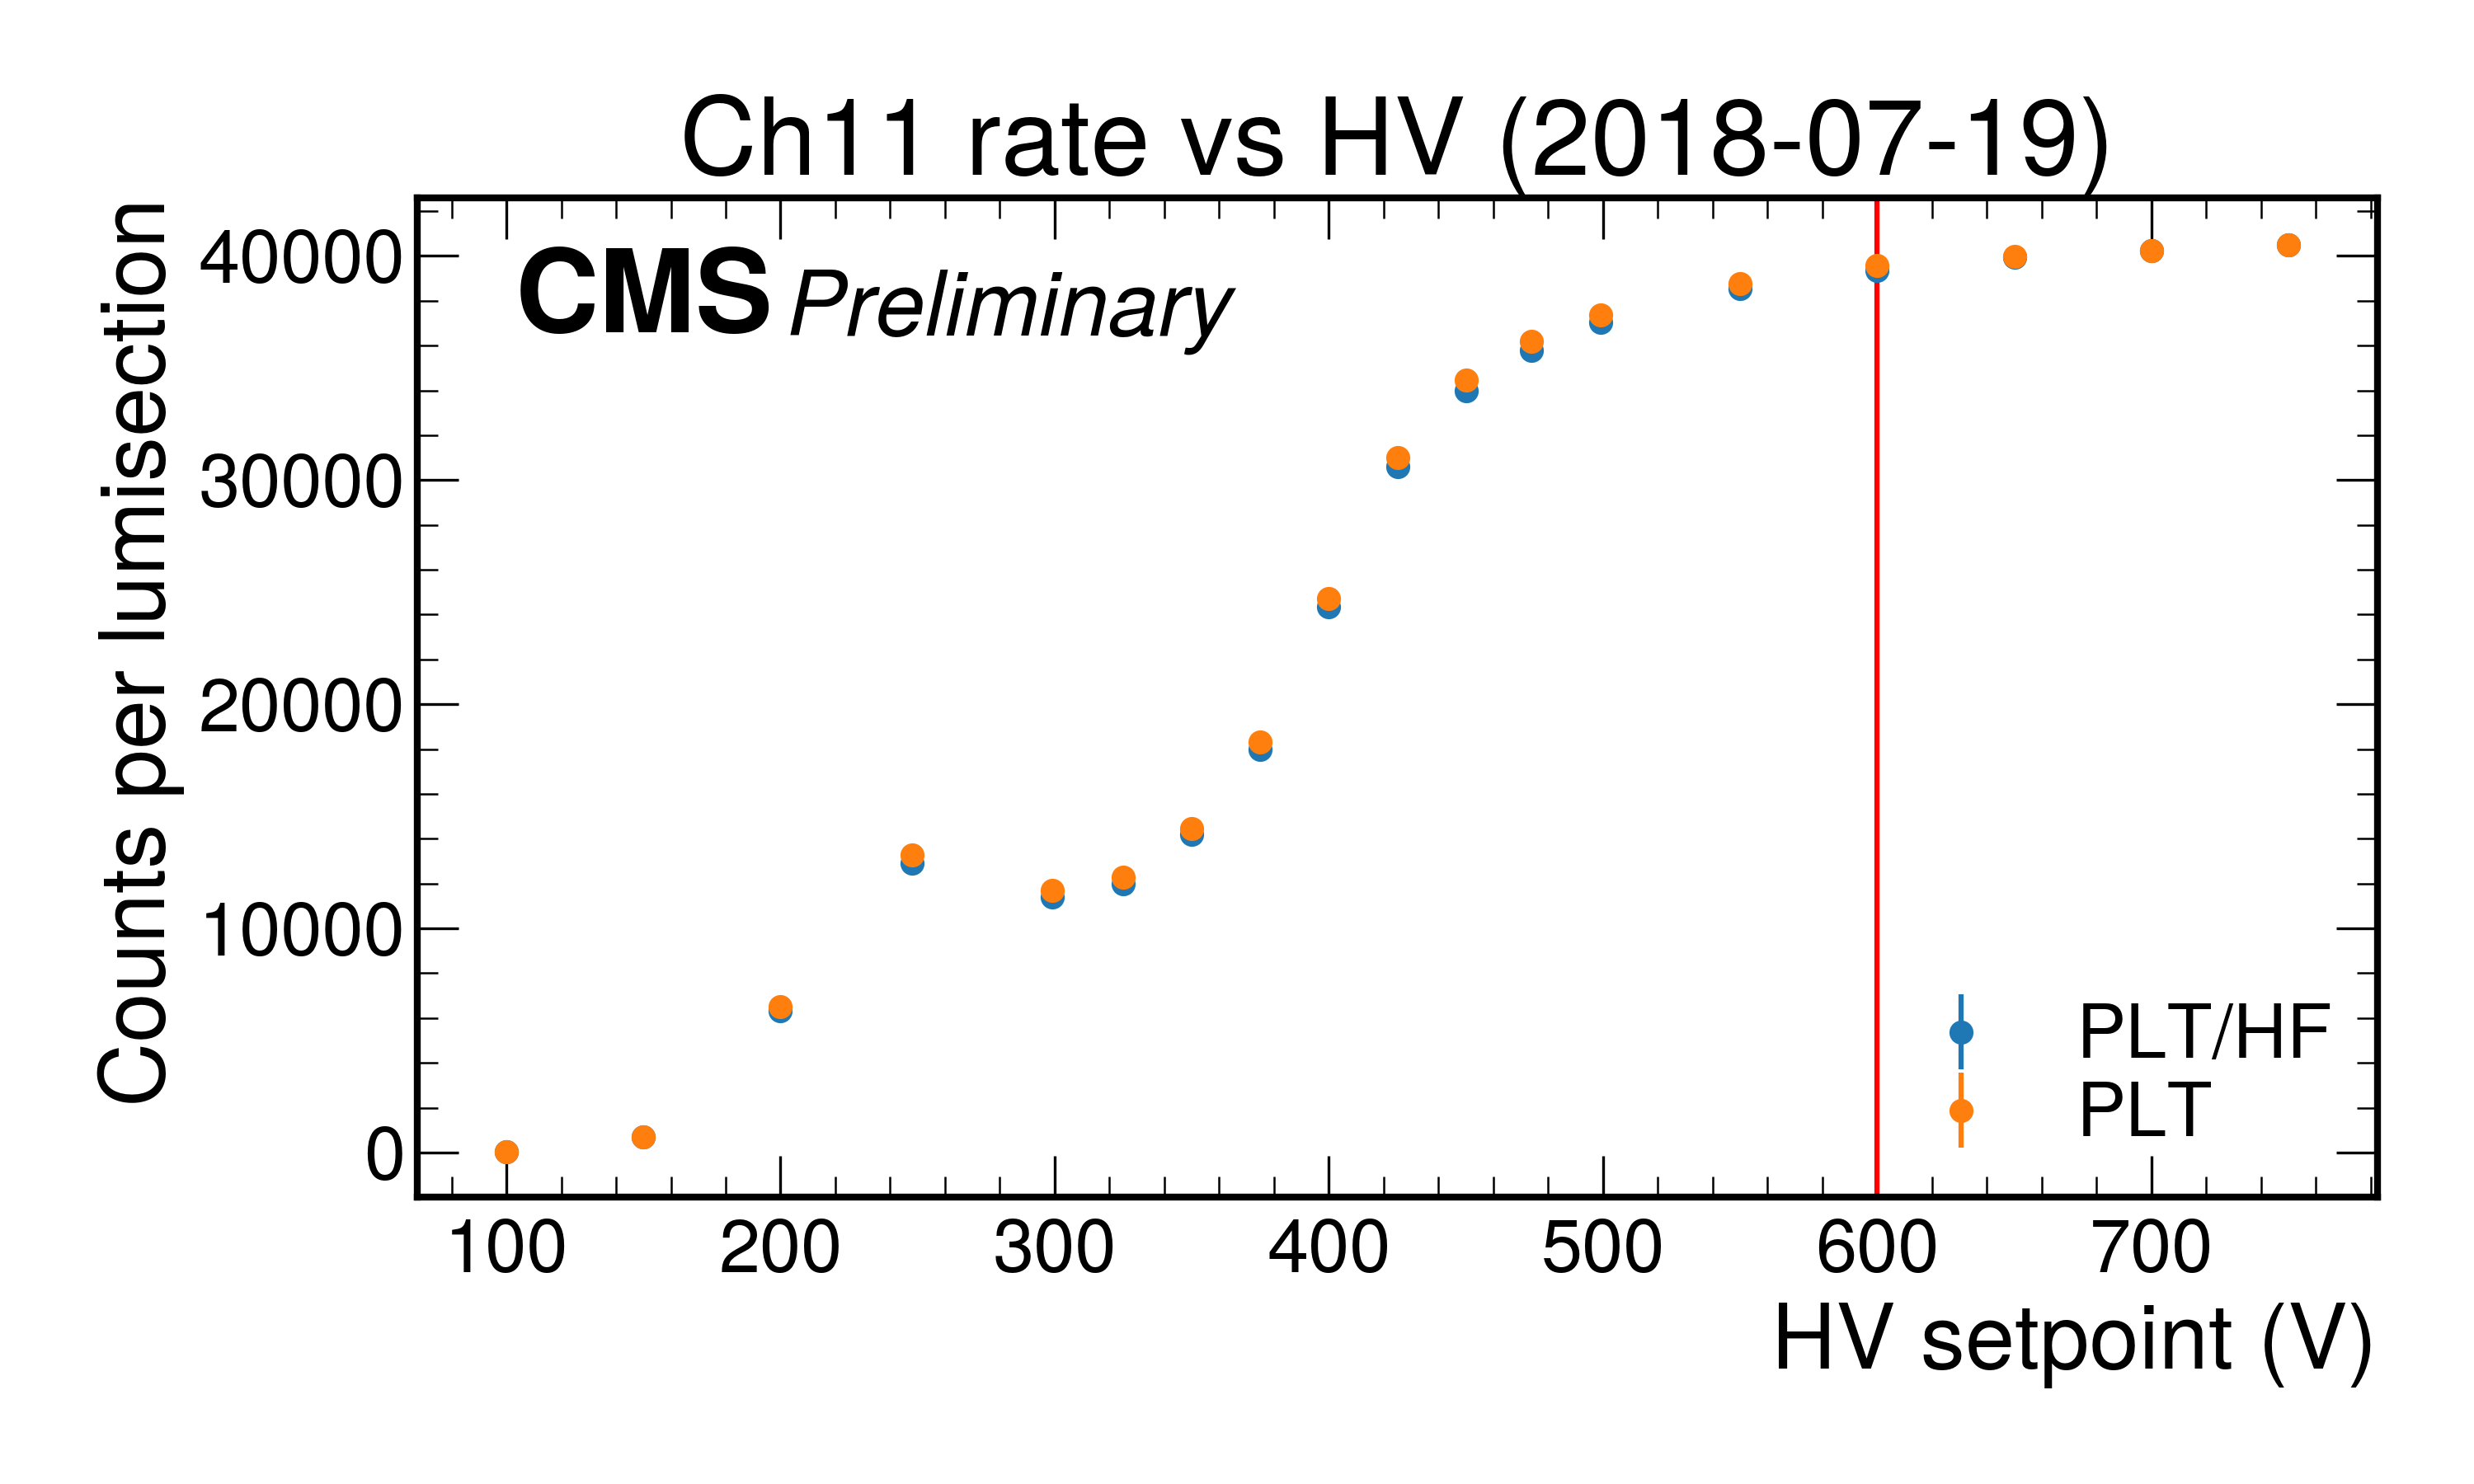 Ch11 rate vs HV (2018-07-19)
CMS Preliminary
Counts per lumisection
40000
30000
20000
10000
0
PLT/HF
PLT
100 200 300 400 500 600 700
HV setpoint (V)